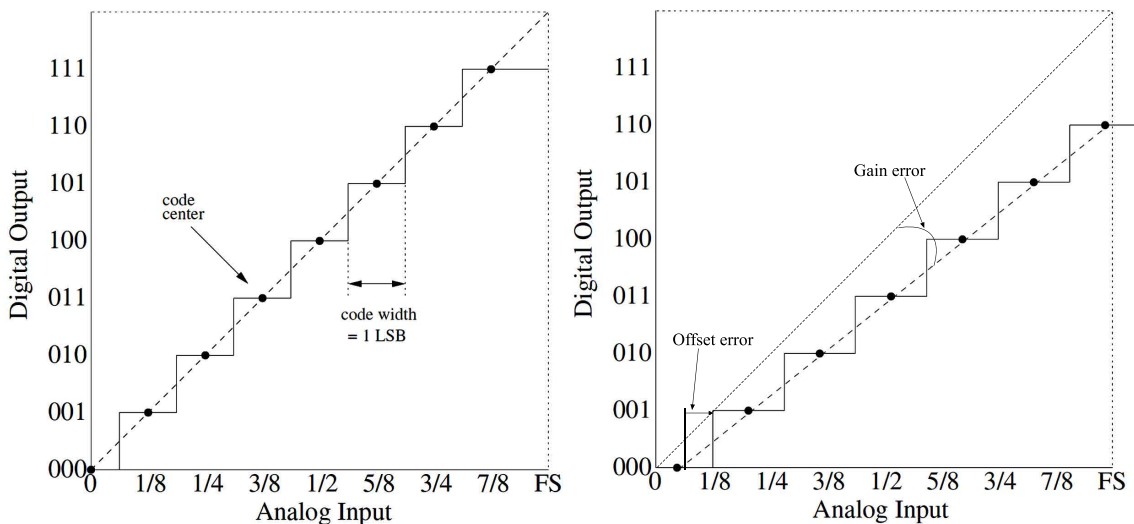 111
110
101
100
011
010
001
000
Digital Output
code
center
code width
= 1 LSB
0 1/8 1/4 3/8 1/2 5/8 3/4 7/8 FS
Analog Input
111
110
101
100
011
010
001
000
Digital Output
Gain error
Offset error
0 1/8 1/4 3/8 1/2 5/8 3/4 7/8 FS
Analog Input